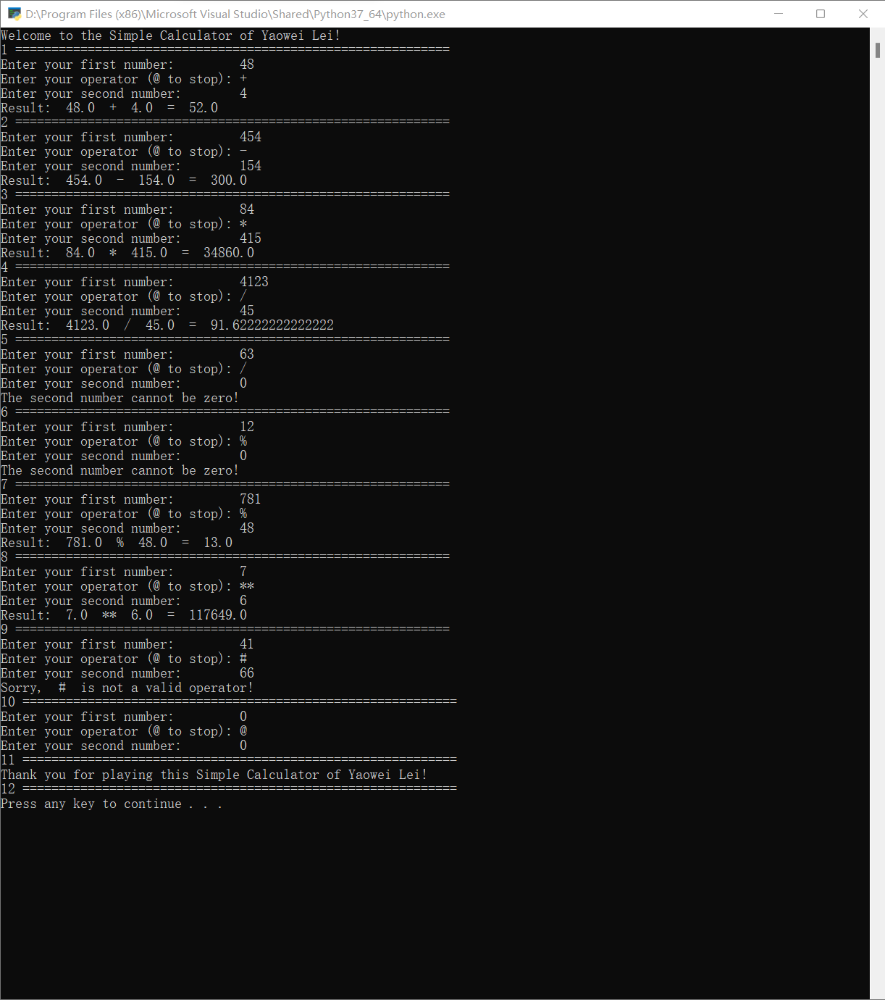 D:\Program Files (x86)\Microsoft Visual Studio\Shared\Python37_64\python.exe
Welcome to the Simple Calculator of Yaowei Lei!
1 ============================================================
Enter your first number:         48
Enter your operator (@ to stop): +
Enter your second number:        4
Result:  48.0  +  4.0  =  52.0
2 ============================================================
Enter your first number:         454
Enter your operator (@ to stop): -
Enter your second number:        154
Result:  454.0  -  154.0  =  300.0
3 ============================================================
Enter your first number:         84
Enter your operator (@ to stop): *
Enter your second number:        415
Result:  84.0  *  415.0  =  34860.0
4 ============================================================
Enter your first number:         4123
Enter your operator (@ to stop): /
Enter your second number:        45
Result:  4123.0  /  45.0  =  91.62222222222222
5 ============================================================
Enter your first number:         63
Enter your operator (@ to stop): /
Enter your second number:        0
The second number cannot be zero!
6 ============================================================
Enter your first number:         12
Enter your operator (@ to stop): %
Enter your second number:        0
The second number cannot be zero!
7 ============================================================
Enter your first number:         781
Enter your operator (@ to stop): %
Enter your second number:        48
Result:  781.0  %  48.0  =  13.0
8 ============================================================
Enter your first number:         7
Enter your operator (@ to stop): **
Enter your second number:        6
Result:  7.0  **  6.0  =  117649.0
9 ============================================================
Enter your first number:         41
Enter your operator (@ to stop): #
Enter your second number:        66
Sorry,  #  is not a valid operator!
10 ============================================================
Enter your first number:         0
Enter your operator (@ to stop): @
Enter your second number:        0
11 ============================================================
Thank you for playing this Simple Calculator of Yaowei Lei!
12 ============================================================
Press any key to continue . . .